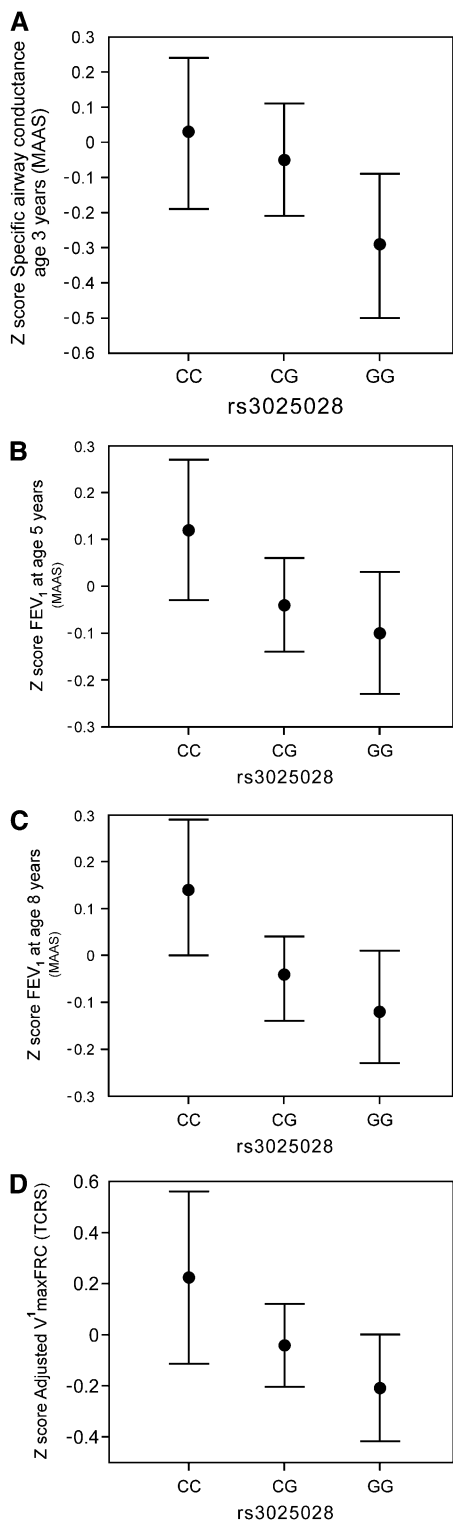 A
Z score Specific airway conductance
age 3 years (MAAS)
0.3
0.2
0.1
0
-0.1
-0.2
-0.3
-0.4
-0.5
-0.6
CC CG GG
rs3025028
B
Z score FEV1 at age 5 years
(MAAS)
0.3
0.2
0.1
0
-0.1
-0.2
-0.3
CC CG GG
rs3025028
C
Z score FEV1 at age 8 years
(MAAS)
0.3
0.2
0.1
0
-0.1
-0.2
-0.3
CC CG GG
rs3025028
D
Z score Adjusted V¹maxFRC (TCRS)
0.6
0.4
0.2
0
-0.2
-0.4
CC CG GG
rs3025028